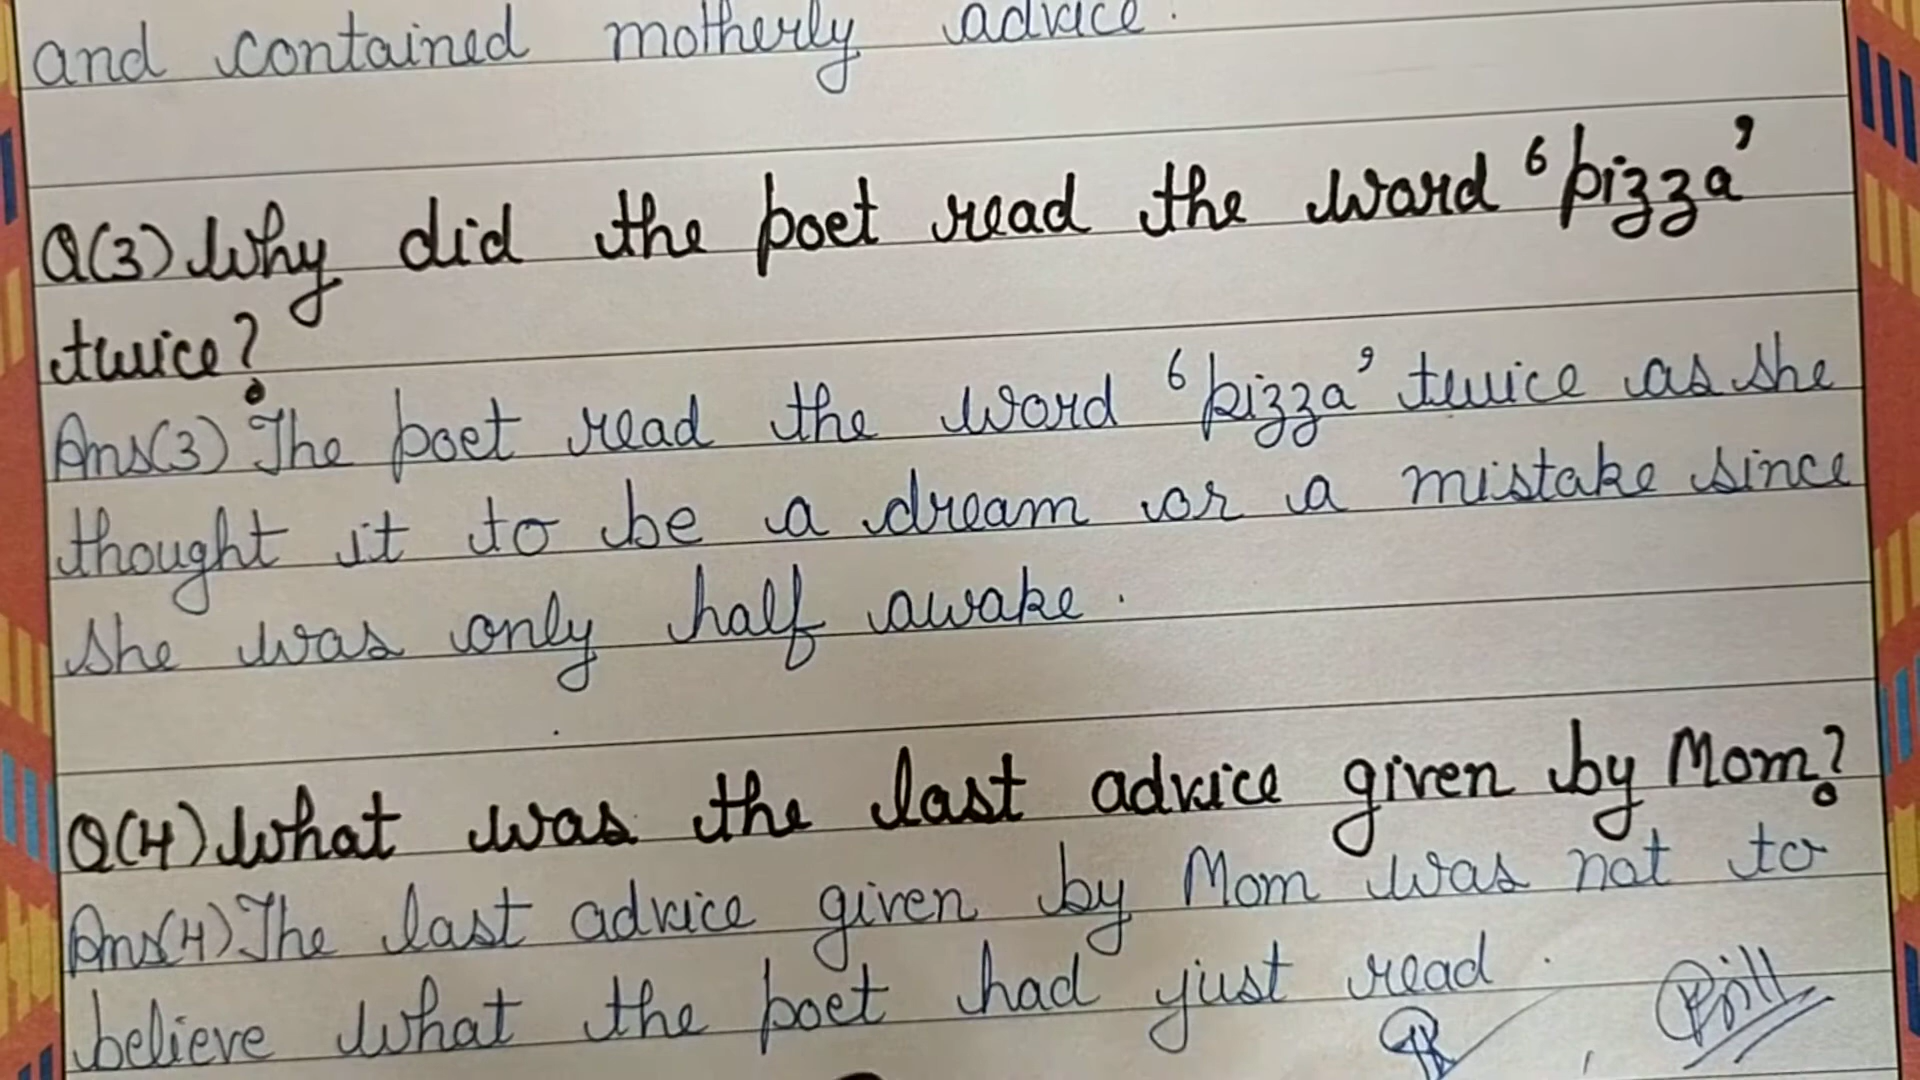 and contained motherly advice.
Q(3) Why did the poet read the word 'pizza'
twice?
Ans(3) The poet read the word 'pizza' twice as she
thought it to be a dream or a mistake since
she was only half awake.
Q(4) What was the last advice given by Mom?
Ans(4) The last advice given by Mom was not to
believe what the poet had just read.